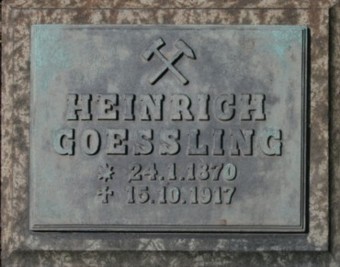 HEINRICH
GOESSLING
* 24.1.1870
† 15.10.1917